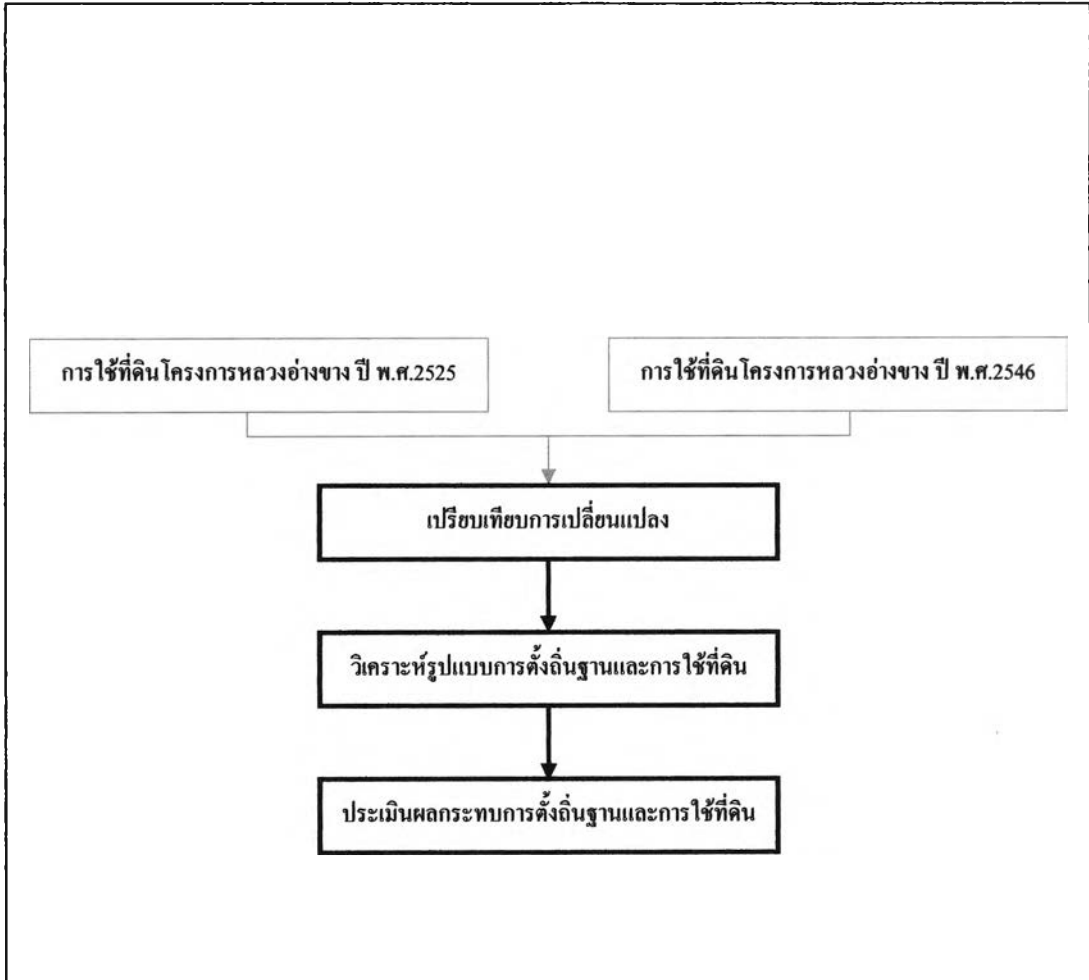 การใช้ที่ดินโครงการหลวงอ่างขาง ปี พ.ศ.2525
การใช้ที่ดินโครงการหลวงอ่างขาง ปี พ.ศ.2546
เปรียบเทียบการเปลี่ยนแปลง
วิเคราะห์รูปแบบการตั้งถิ่นฐานและการใช้ที่ดิน
ประเมินผลกระทบการตั้งถิ่นฐานและการใช้ที่ดิน